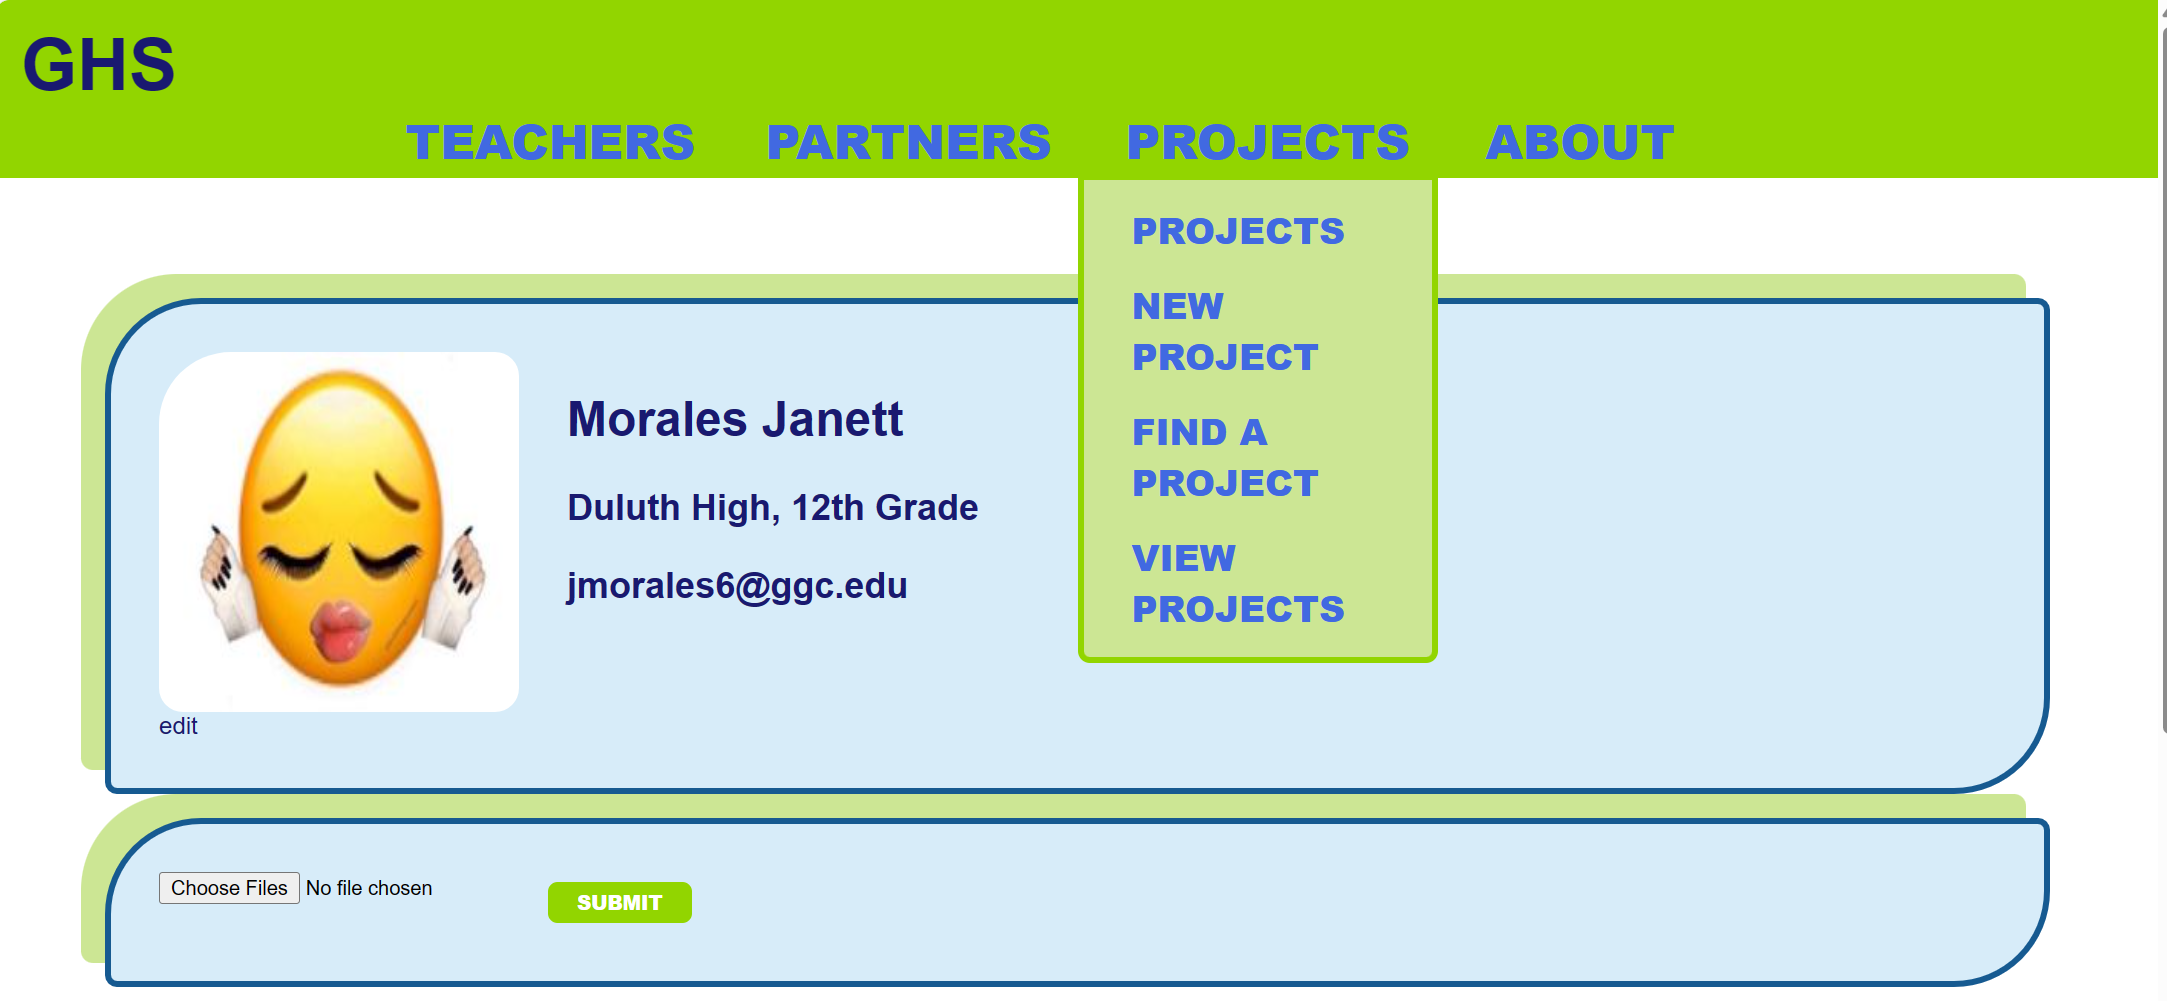 GHS
TEACHERS PARTNERS PROJECTS ABOUT
PROJECTS
NEW
PROJECT
FIND A
PROJECT
VIEW
PROJECTS
Morales Janett
Duluth High, 12th Grade
jmorales6@ggc.edu
edit
Choose Files No file chosen SUBMIT